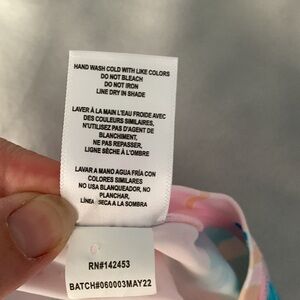 HAND WASH COLD WITH LIKE COLORS
DO NOT BLEACH
DO NOT IRON
LINE DRY IN SHADE
LAVER À LA MAIN L'EAU FROIDE AVEC
DES COULEURS SIMILAIRES,
N'UTILISEZ PAS D'AGENT DE
BLANCHIMENT,
NE PAS REPASSER,
LIGNE SÈCHE À L'OMBRE
LAVAR A MANO AGUA FRÍA CON
COLORES SIMILARES
NO USA BLANQUEADOR, NO
PLANCHAR,
LÍNEA SECA A LA SOMBRA
RN#142453
BATCH#060003MAY22